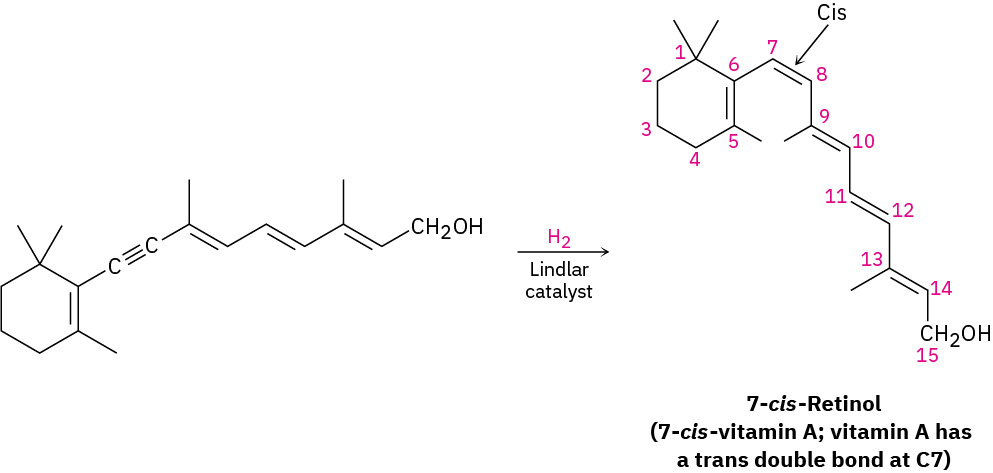 C≡C
CH₂OH
H₂
Lindlar
catalyst
Cis
1
2
3
4
5
6
7
8
9
10
11
12
13
14
CH₂OH
15
7-cis-Retinol
(7-cis-vitamin A; vitamin A has
a trans double bond at C7)